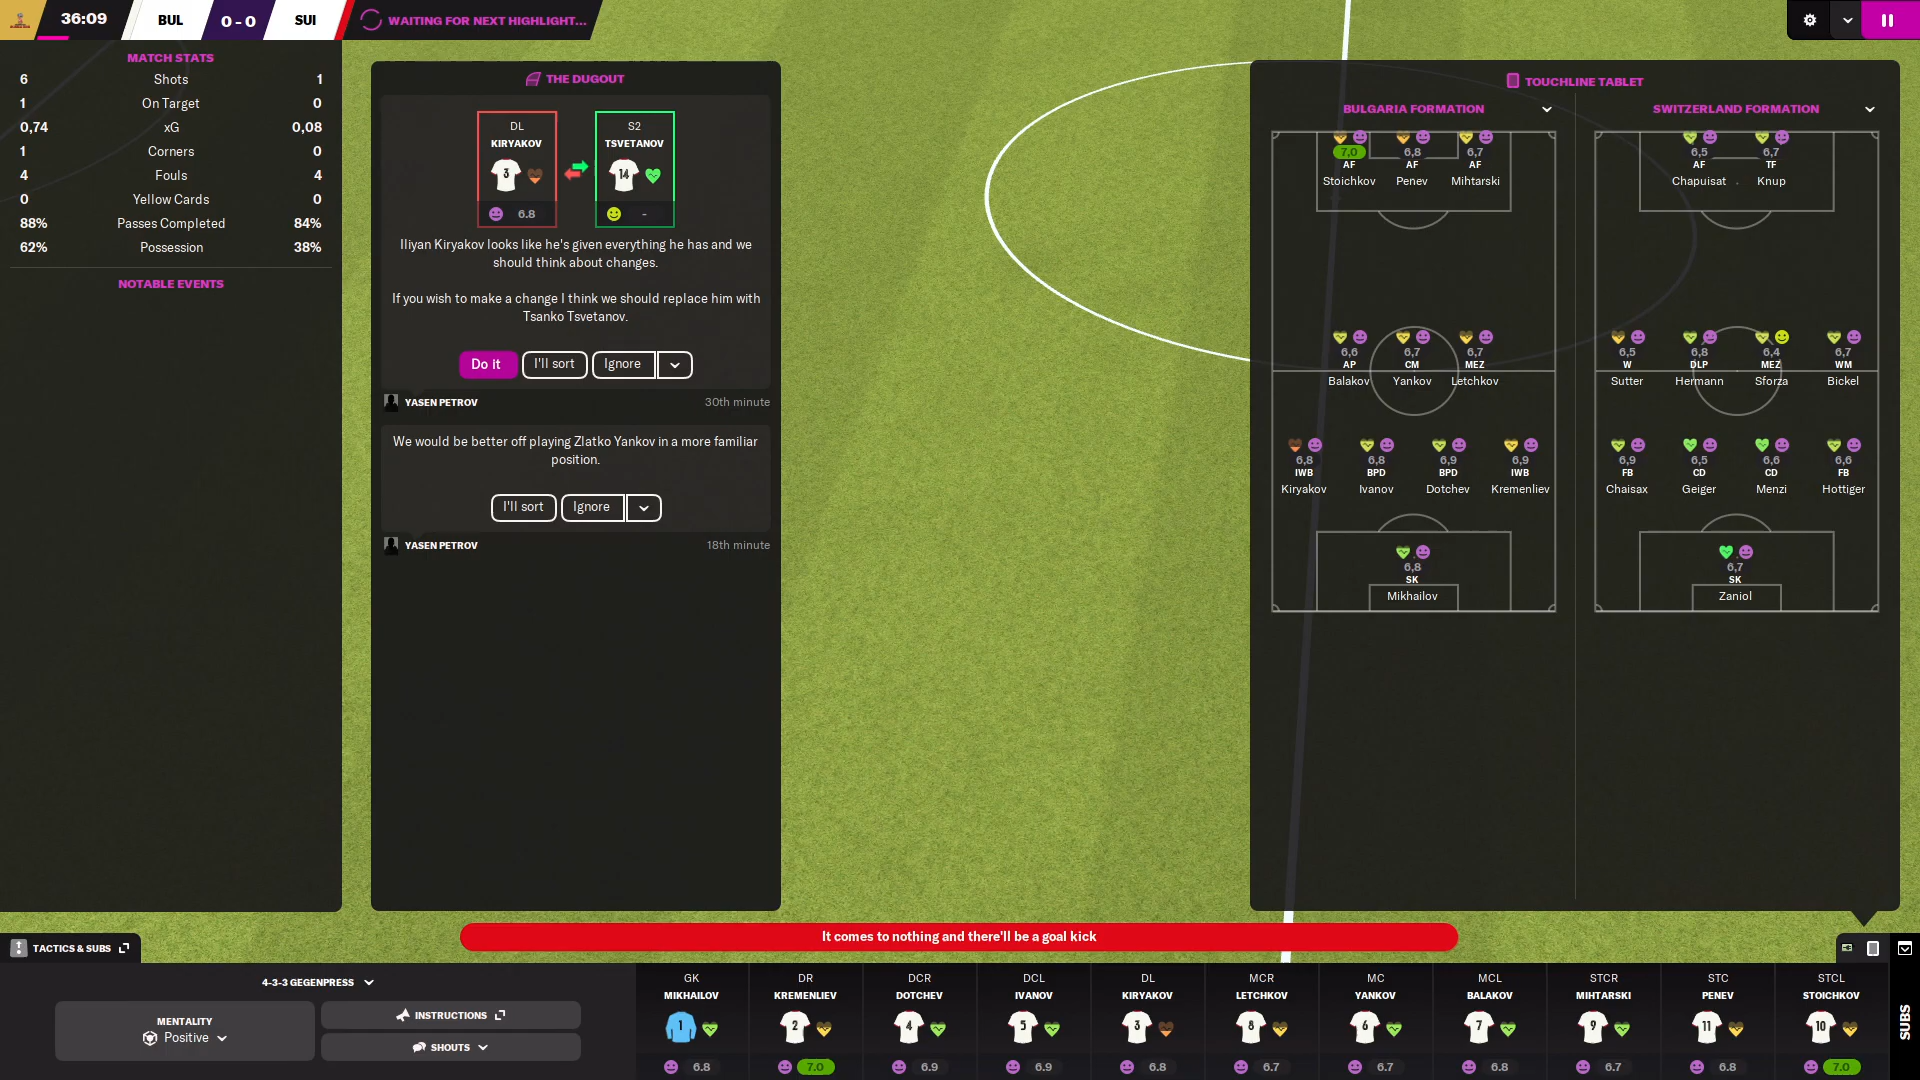 36:09
BUL
0 - 0
SUI
WAITING FOR NEXT HIGHLIGHT...
MATCH STATS
6 Shots 1
1 On Target 0
0,74 xG 0,08
1 Corners 0
4 Fouls 4
0 Yellow Cards 0
88% Passes Completed 84%
62% Possession 38%
NOTABLE EVENTS
THE DUGOUT
DL S2
KIRYAKOV TSVETANOV
3 14
6.8 -
Iliyan Kiryakov looks like he's given everything he has and we
should think about changes.
If you wish to make a change I think we should replace him with
Tsanko Tsvetanov.
Do it I'll sort Ignore
YASEN PETROV 30th minute
We would be better off playing Zlatko Yankov in a more familiar
position.
I'll sort Ignore
YASEN PETROV 18th minute
TOUCHLINE TABLET
BULGARIA FORMATION
7,0 6,8 6,7
AF AF AF
Stoichkov Penev Mihtarski
6,6 6,7 6,7
AP CM MEZ
Balakov Yankov Letchkov
6,8 6,8 6,9 6,9
IWB BPD BPD IWB
Kiryakov Ivanov Dotchev Kremenliev
6,8
SK
Mikhailov
SWITZERLAND FORMATION
6,5 6,7
AF TF
Chapuisat Knup
6,5 6,8 6,4 6,7
W DLP MEZ WM
Sutter Hermann Sforza Bickel
6,9 6,5 6,6 6,6
FB CD CD FB
Chaisax Geiger Menzi Hottiger
6,7
SK
Zaniol
It comes to nothing and there'll be a goal kick
TACTICS & SUBS
4-3-3 GEGENPRESS
MENTALITY
Positive
INSTRUCTIONS
SHOUTS
GK DR DCR DCL DL MCR MC MCL STCR STC STCL
MIKHAILOV KREMENLIEV DOTCHEV IVANOV KIRYAKOV LETCHKOV YANKOV BALAKOV MIHTARSKI PENEV STOICHKOV
1 2 4 5 3 8 6 7 9 11 10
6.8 7.0 6.9 6.9 6.8 6.7 6.7 6.8 6.7 6.8 7.0
SUBS